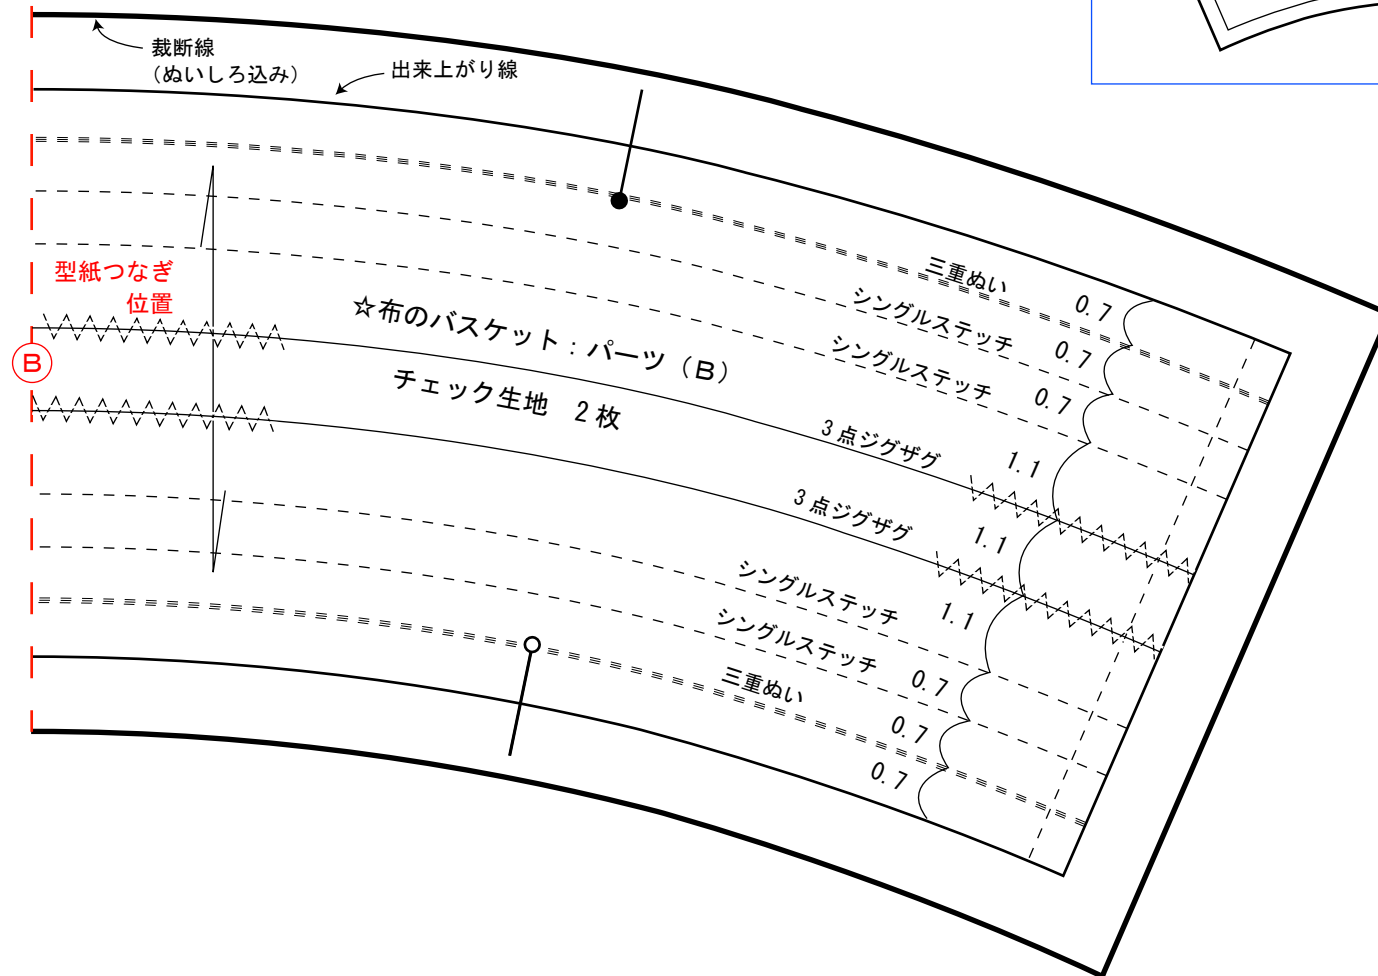 裁断線
(ぬいしろ込み)
出来上がり線
型紙つなぎ
位置
B
☆布のバスケット：パーツ（B）
チェック生地　2枚
三重ぬい
シングルステッチ
シングルステッチ
3点ジグザグ
3点ジグザグ
シングルステッチ
シングルステッチ
三重ぬい
0.7
0.7
0.7
1.1
1.1
1.1
0.7
0.7
0.7